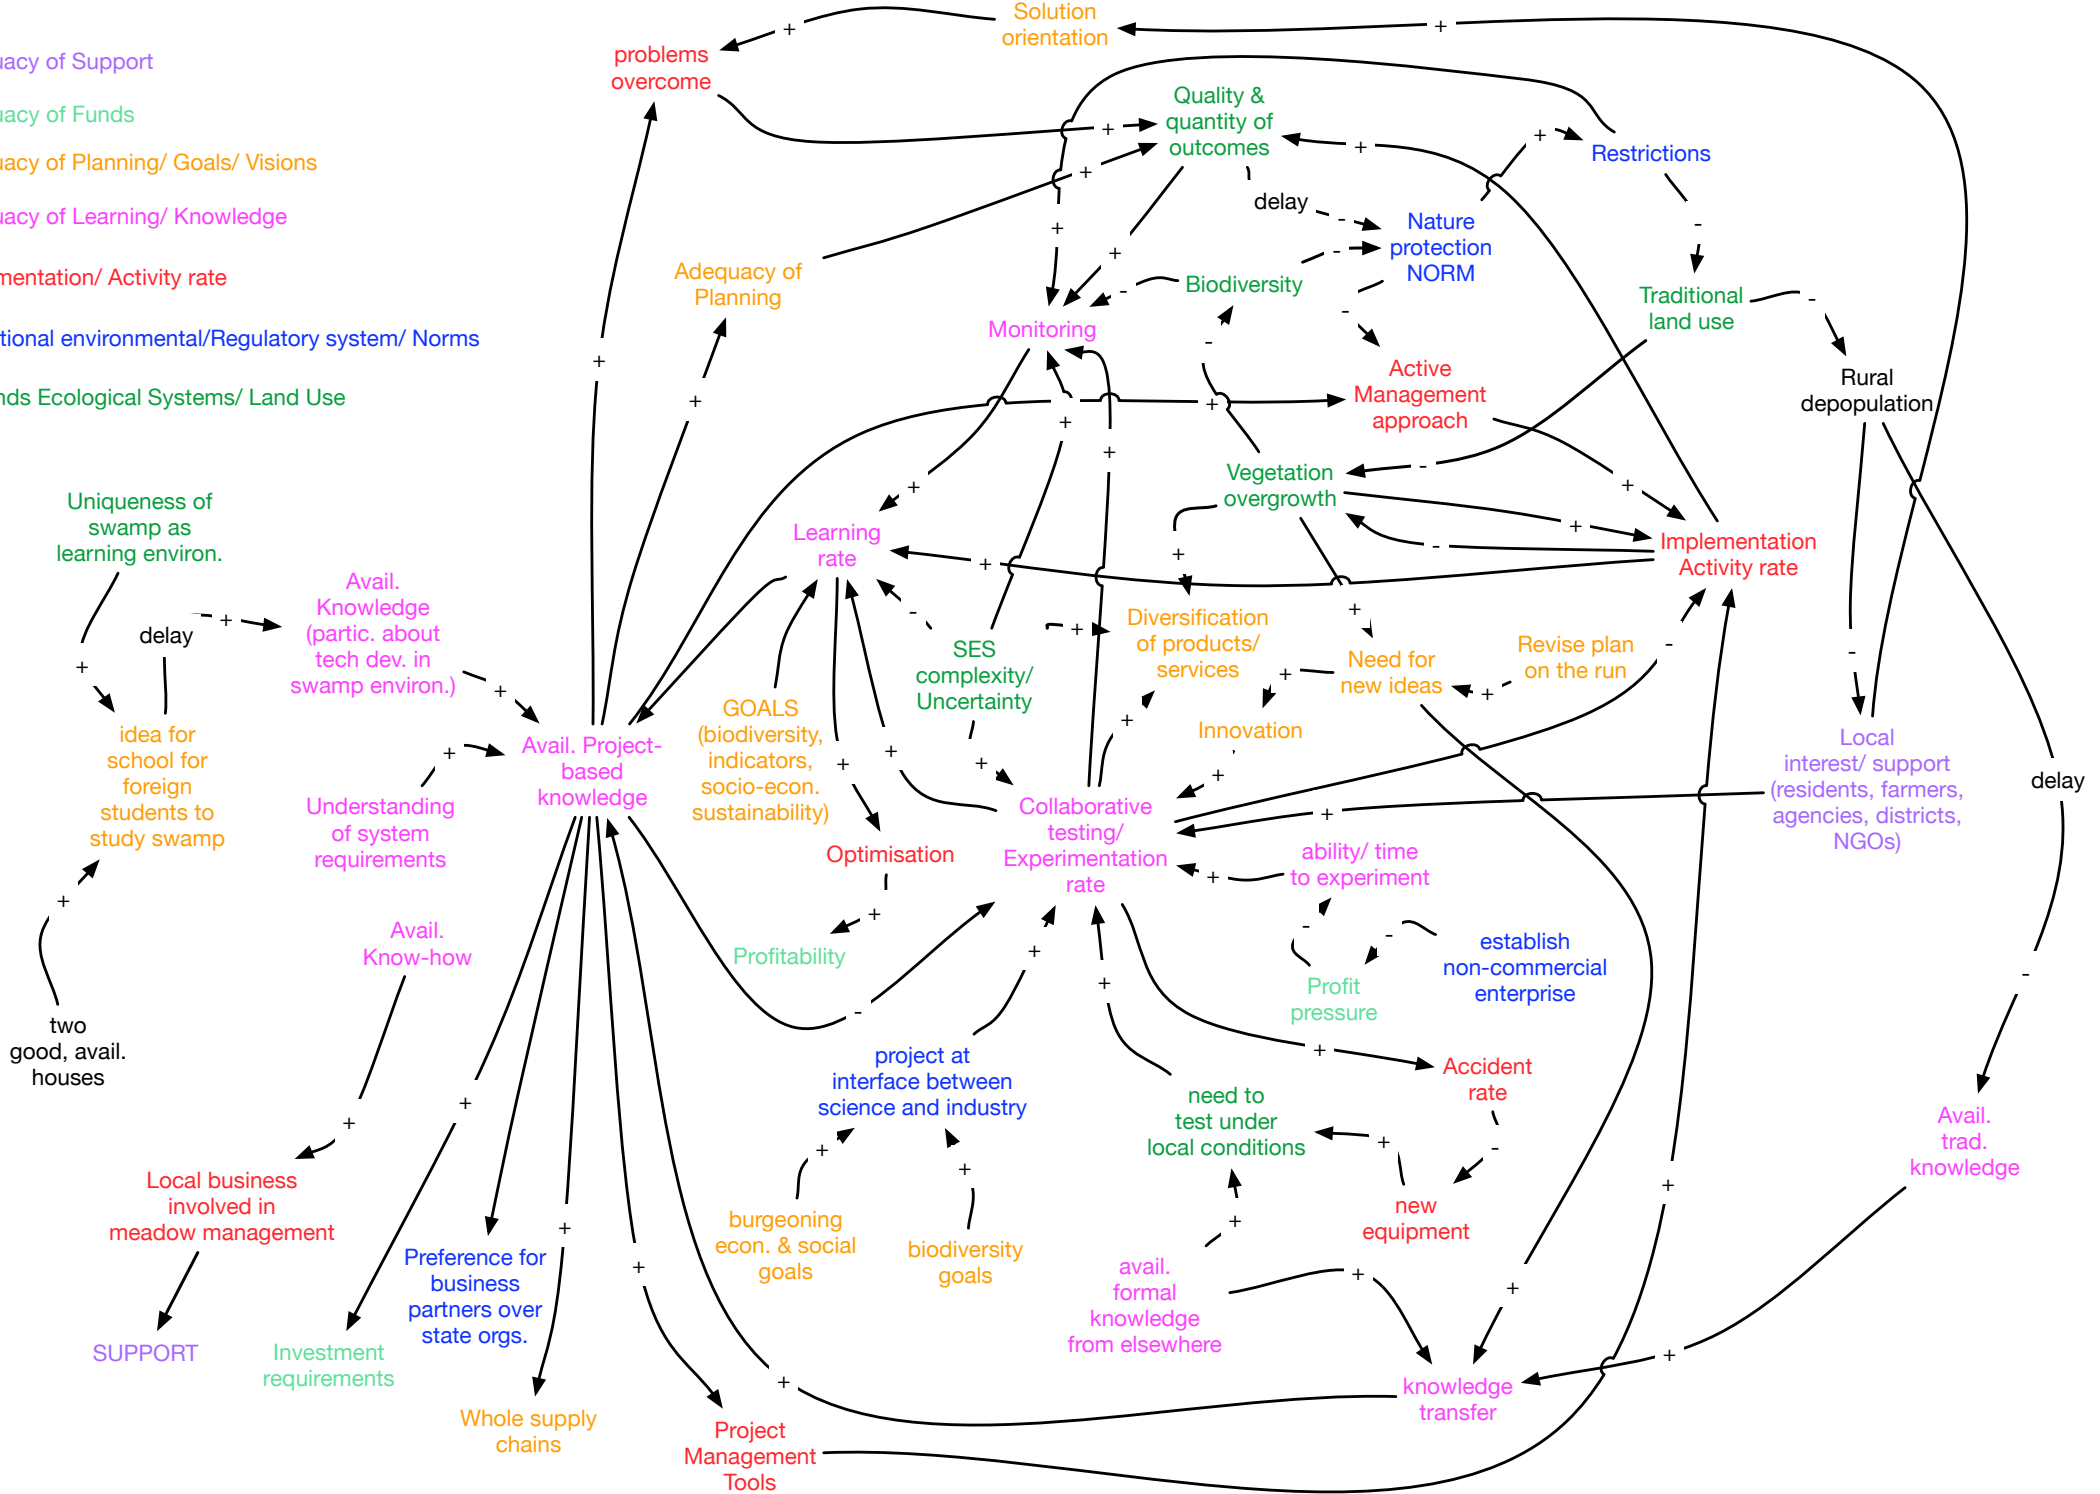 uacy of Support
uacy of Funds
uacy of Planning/ Goals/ Visions
uacy of Learning/ Knowledge
mentation/ Activity rate
tional environmental/Regulatory system/ Norms
nds Ecological Systems/ Land Use
Solution
orientation
problems
overcome
Quality &
quantity of
outcomes
delay
Restrictions
Nature
protection
NORM
Adequacy of
Planning
Biodiversity
Monitoring
Traditional
land use
Active
Management
approach
Rural
depopulation
Vegetation
overgrowth
Uniqueness of
swamp as
learning environ.
Learning
rate
Implementation
Activity rate
Avail.
Knowledge
(partic. about
tech dev. in
swamp environ.)
delay
Diversification
of products/
services
SES
complexity/
Uncertainty
Need for
new ideas
Revise plan
on the run
idea for
school for
foreign
students to
study swamp
Avail. Project-
based
knowledge
GOALS
(biodiversity,
indicators,
socio-econ.
sustainability)
Innovation
Local
interest/ support
(residents, farmers,
agencies, districts,
NGOs)
delay
Understanding
of system
requirements
Collaborative
testing/
Experimentation
rate
Optimisation
ability/ time
to experiment
Avail.
Know-how
Profitability
establish
non-commercial
enterprise
Profit
pressure
two
good, avail.
houses
project at
interface between
science and industry
Accident
rate
need to
test under
local conditions
Avail.
trad.
knowledge
Local business
involved in
meadow management
new
equipment
burgeoning
econ. & social
goals
biodiversity
goals
Preference for
business
partners over
state orgs.
avail.
formal
knowledge
from elsewhere
SUPPORT
Investment
requirements
knowledge
transfer
Whole supply
chains
Project
Management
Tools